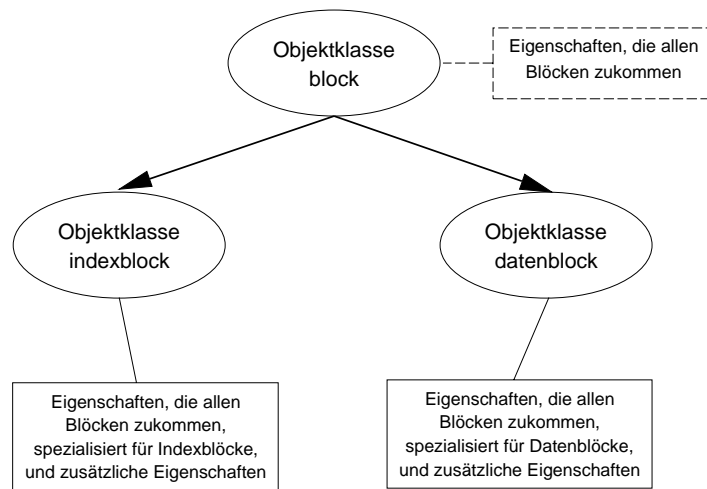 Objektklasse
block
Eigenschaften, die allen
Blöcken zukommen
Objektklasse
indexblock
Objektklasse
datenblock
Eigenschaften, die allen
Blöcken zukommen,
spezialisiert für Indexblöcke,
und zusätzliche Eigenschaften
Eigenschaften, die allen
Blöcken zukommen,
spezialisiert für Datenblöcke,
und zusätzliche Eigenschaften